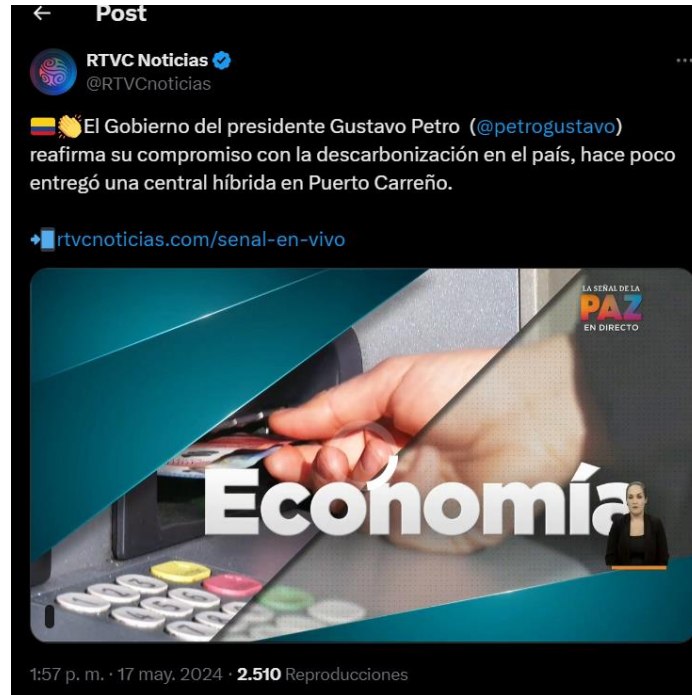 Post
RTVC Noticias
@RTVCnoticias
🇨🇴👏El Gobierno del presidente Gustavo Petro (@petrogustavo)
reafirma su compromiso con la descarbonización en el país, hace poco
entregó una central híbrida en Puerto Carreño.
📲rtvcnoticias.com/senal-en-vivo
LA SEÑAL DE LA
PAZ
EN DIRECTO
Economía
1:57 p. m. · 17 may. 2024 · 2.510 Reproducciones